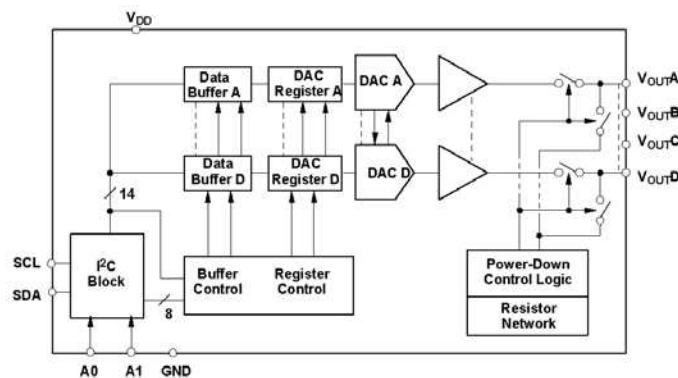 VDD
Data
Buffer A
DAC
Register A
DAC A
VOUTA
VOUTB
VOUTC
Data
Buffer D
DAC
Register D
DAC D
VOUTD
14
SCL
SDA
I²C
Block
8
Buffer
Control
Register
Control
Power-Down
Control Logic
Resistor
Network
A0
A1
GND